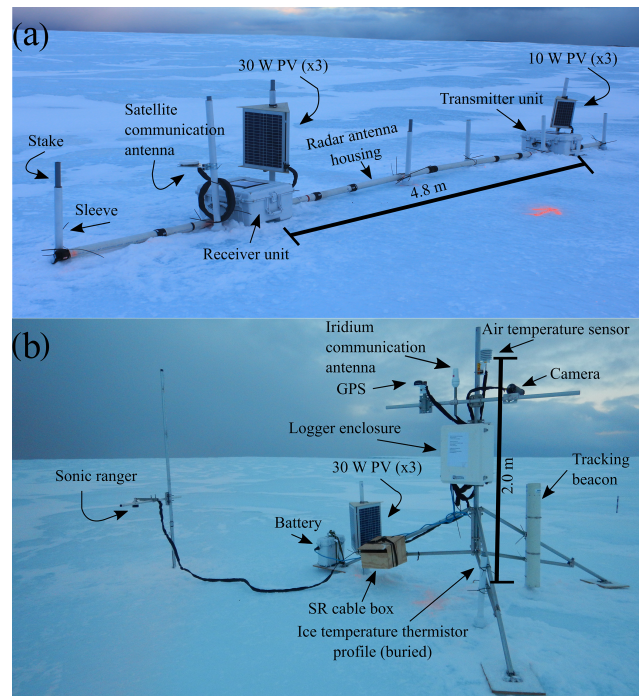 (a)
30 W PV (x3)
10 W PV (x3)
Satellite
communication
antenna
Transmitter unit
Stake
Radar antenna
housing
4.8 m
Sleeve
Receiver unit
(b)
Iridium
communication
antenna
Air temperature sensor
GPS
Camera
Logger enclosure
30 W PV (x3)
2.0 m
Tracking
beacon
Sonic ranger
Battery
SR cable box
Ice temperature thermistor
profile (buried)